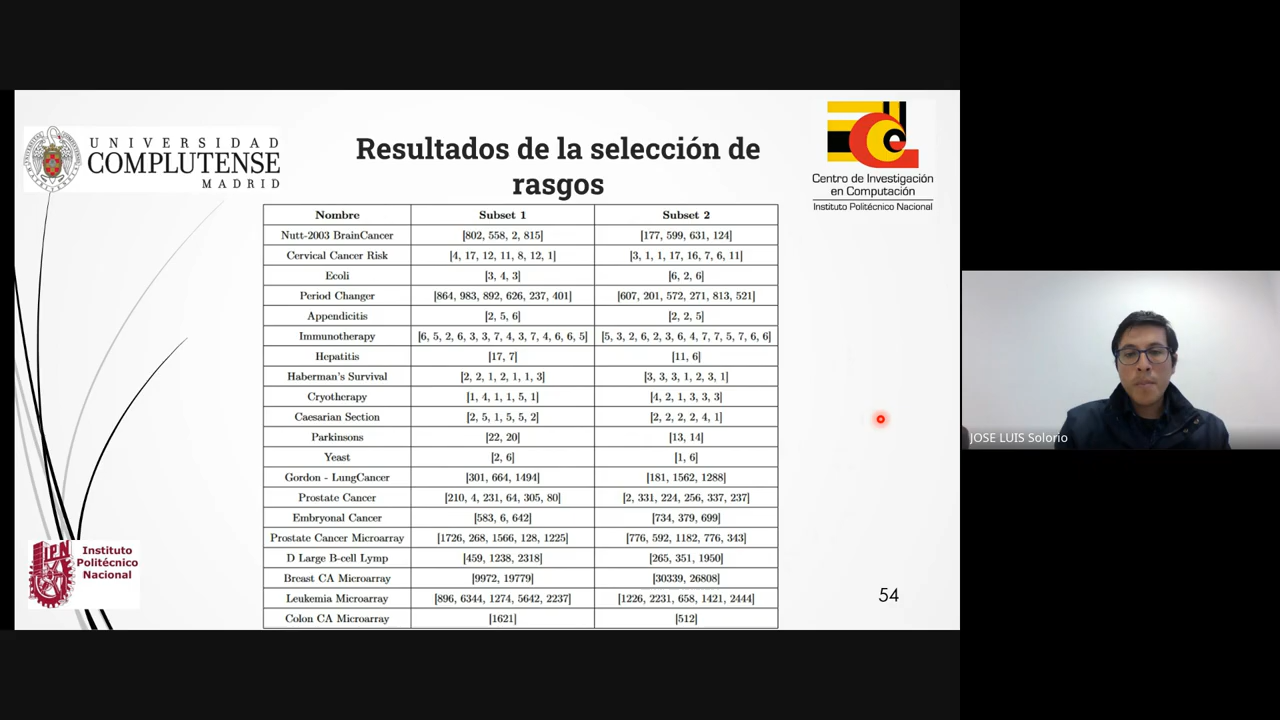 UNIVERSIDAD
COMPLUTENSE
MADRID
Resultados de la selección de
rasgos
Centro de Investigación
en Computación
Instituto Politécnico Nacional
Nombre Subset 1 Subset 2
Nutt-2003 BrainCancer [802, 558, 2, 815] [177, 599, 631, 124]
Cervical Cancer Risk [4, 17, 12, 11, 8, 12, 1] [3, 1, 1, 17, 16, 7, 6, 11]
Ecoli [3, 4, 3] [6, 2, 6]
Period Changer [864, 983, 892, 626, 237, 401] [607, 201, 572, 271, 813, 521]
Appendicitis [2, 5, 6] [2, 2, 5]
Immunotherapy [6, 5, 2, 6, 3, 3, 7, 4, 3, 7, 4, 6, 6, 5] [5, 3, 2, 6, 2, 3, 6, 4, 7, 7, 5, 7, 6, 6]
Hepatitis [17, 7] [11, 6]
Haberman's Survival [2, 2, 1, 2, 1, 1, 3] [3, 3, 3, 1, 2, 3, 1]
Cryotherapy [1, 4, 1, 1, 5, 1] [4, 2, 1, 3, 3, 3]
Caesarian Section [2, 5, 1, 5, 5, 2] [2, 2, 2, 2, 4, 1]
Parkinsons [22, 20] [13, 14]
Yeast [2, 6] [1, 6]
Gordon - LungCancer [301, 664, 1494] [181, 1562, 1288]
Prostate Cancer [210, 4, 231, 64, 305, 80] [2, 331, 224, 256, 337, 237]
Embryonal Cancer [583, 6, 642] [734, 379, 699]
Prostate Cancer Microarray [1726, 268, 1566, 128, 1225] [776, 592, 1182, 776, 343]
D Large B-cell Lymp [459, 1238, 2318] [265, 351, 1950]
Breast CA Microarray [9972, 19779] [30339, 26808]
Leukemia Microarray [896, 6344, 1274, 5642, 2237] [1226, 2231, 658, 1421, 2444]
Colon CA Microarray [1621] [512]
IPN
Instituto
Politécnico
Nacional
54
JOSE LUIS Solorio